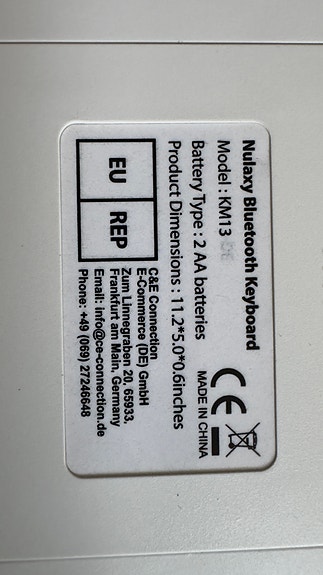 Nulaxy Bluetooth Keyboard
Model : KM13
Battery Type : 2 AA batteries
Product Dimensions : 11.2*5.0*0.6inches
CE
MADE IN CHINA
EU REP
C&E Connection
E-Commerce (DE) GmbH
Zum Linnegraben 20, 65933,
Frankfurt am Main, Germany
Email: info@ce-connection.de
Phone: +49 (069) 27246648